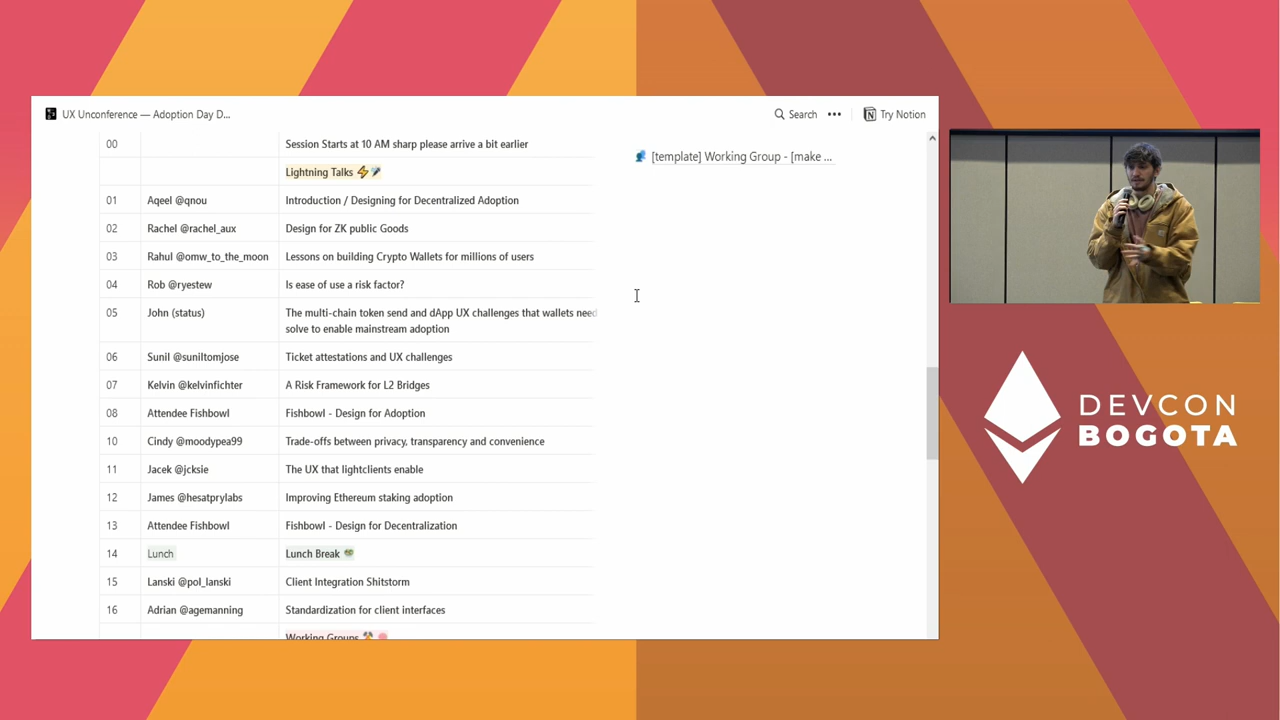 UX Unconference — Adoption Day D...
Search
Try Notion
00 Session Starts at 10 AM sharp please arrive a bit earlier
Lightning Talks
01 Aqeel @qnou Introduction / Designing for Decentralized Adoption
02 Rachel @rachel_aux Design for ZK public Goods
03 Rahul @omw_to_the_moon Lessons on building Crypto Wallets for millions of users
04 Rob @ryestew Is ease of use a risk factor?
05 John (status) The multi-chain token send and dApp UX challenges that wallets need
solve to enable mainstream adoption
06 Sunil @suniltomjose Ticket attestations and UX challenges
07 Kelvin @kelvinfichter A Risk Framework for L2 Bridges
08 Attendee Fishbowl Fishbowl - Design for Adoption
10 Cindy @moodypea99 Trade-offs between privacy, transparency and convenience
11 Jacek @jcksie The UX that lightclients enable
12 James @hesatprylabs Improving Ethereum staking adoption
13 Attendee Fishbowl Fishbowl - Design for Decentralization
14 Lunch Lunch Break
15 Lanski @pol_lanski Client Integration Shitstorm
16 Adrian @agemanning Standardization for client interfaces
Working Groups
[template] Working Group - [make ...
DEVCON
BOGOTA